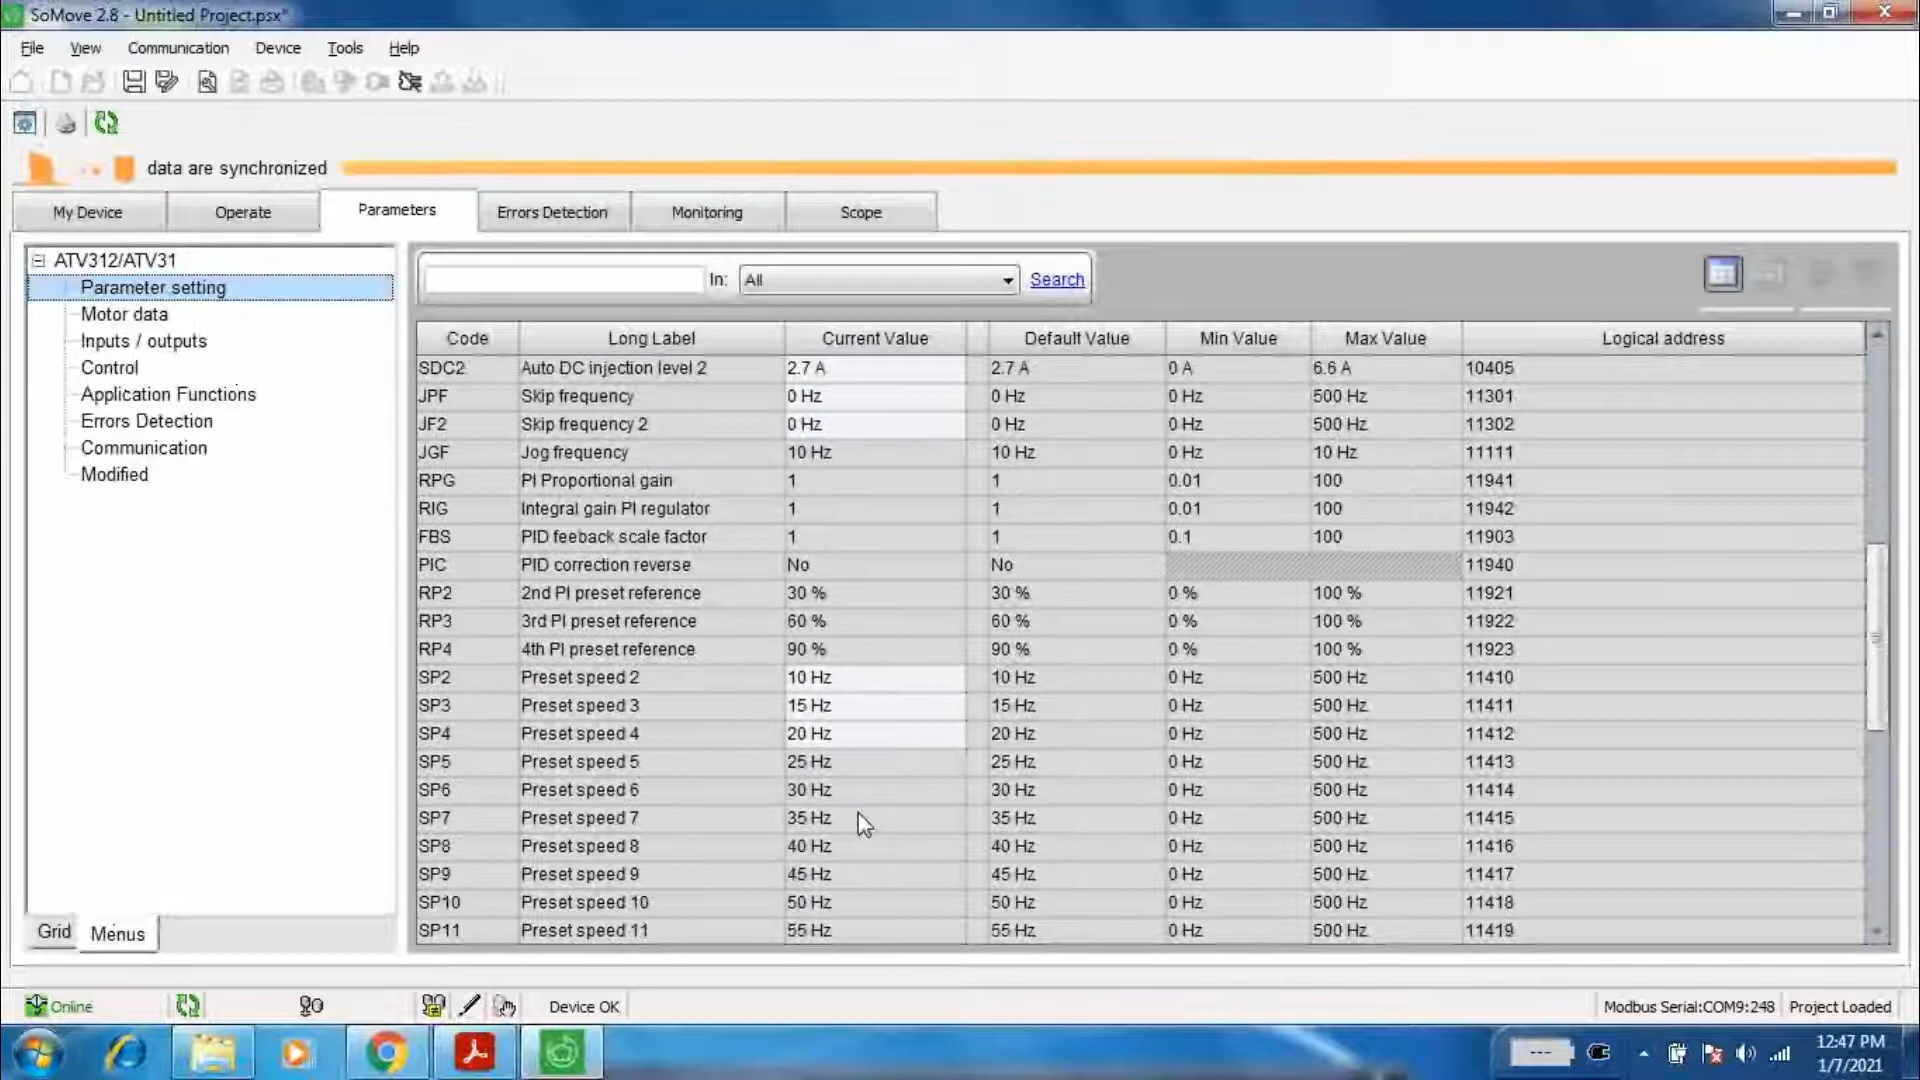 SoMove 2.8 - Untitled Project.psx*
File View Communication Device Tools Help
data are synchronized
My Device Operate Parameters Errors Detection Monitoring Scope
ATV312/ATV31
Parameter setting
Motor data
Inputs / outputs
Control
Application Functions
Errors Detection
Communication
Modified
Grid Menus
In: All Search
Code Long Label Current Value Default Value Min Value Max Value Logical address
SDC2 Auto DC injection level 2 2.7 A 2.7 A 0 A 6.6 A 10405
JPF Skip frequency 0 Hz 0 Hz 0 Hz 500 Hz 11301
JF2 Skip frequency 2 0 Hz 0 Hz 0 Hz 500 Hz 11302
JGF Jog frequency 10 Hz 10 Hz 0 Hz 10 Hz 11111
RPG PI Proportional gain 1 1 0.01 100 11941
RIG Integral gain PI regulator 1 1 0.01 100 11942
FBS PID feeback scale factor 1 1 0.1 100 11903
PIC PID correction reverse No No 11940
RP2 2nd PI preset reference 30 % 30 % 0 % 100 % 11921
RP3 3rd PI preset reference 60 % 60 % 0 % 100 % 11922
RP4 4th PI preset reference 90 % 90 % 0 % 100 % 11923
SP2 Preset speed 2 10 Hz 10 Hz 0 Hz 500 Hz 11410
SP3 Preset speed 3 15 Hz 15 Hz 0 Hz 500 Hz 11411
SP4 Preset speed 4 20 Hz 20 Hz 0 Hz 500 Hz 11412
SP5 Preset speed 5 25 Hz 25 Hz 0 Hz 500 Hz 11413
SP6 Preset speed 6 30 Hz 30 Hz 0 Hz 500 Hz 11414
SP7 Preset speed 7 35 Hz 35 Hz 0 Hz 500 Hz 11415
SP8 Preset speed 8 40 Hz 40 Hz 0 Hz 500 Hz 11416
SP9 Preset speed 9 45 Hz 45 Hz 0 Hz 500 Hz 11417
SP10 Preset speed 10 50 Hz 50 Hz 0 Hz 500 Hz 11418
SP11 Preset speed 11 55 Hz 55 Hz 0 Hz 500 Hz 11419
Online Device OK Modbus Serial:COM9:248 Project Loaded
---
12:47 PM
1/7/2021